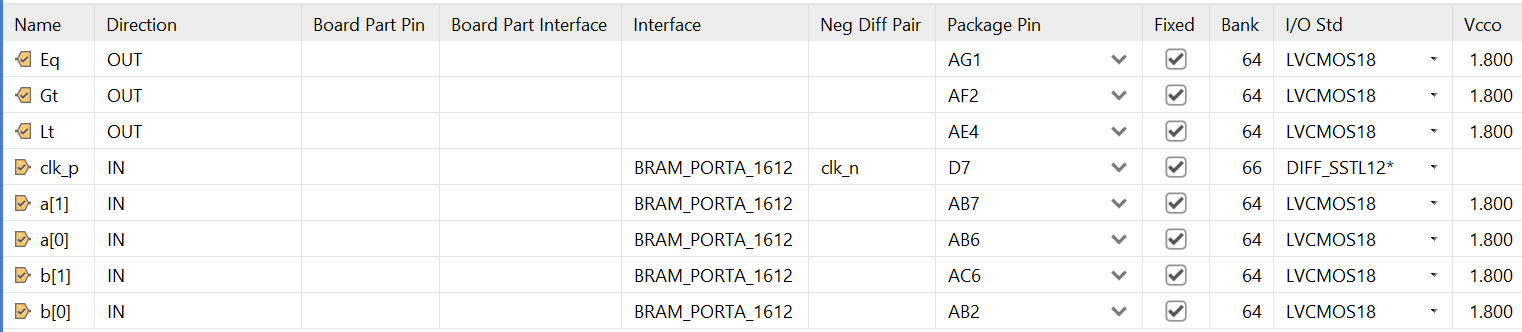 Name Direction Board Part Pin Board Part Interface Interface Neg Diff Pair Package Pin Fixed Bank I/O Std Vcco
Eq OUT AG1 64 LVCMOS18 1.800
Gt OUT AF2 64 LVCMOS18 1.800
Lt OUT AE4 64 LVCMOS18 1.800
clk_p IN BRAM_PORTA_1612 clk_n D7 66 DIFF_SSTL12*
a[1] IN BRAM_PORTA_1612 AB7 64 LVCMOS18 1.800
a[0] IN BRAM_PORTA_1612 AB6 64 LVCMOS18 1.800
b[1] IN BRAM_PORTA_1612 AC6 64 LVCMOS18 1.800
b[0] IN BRAM_PORTA_1612 AB2 64 LVCMOS18 1.800